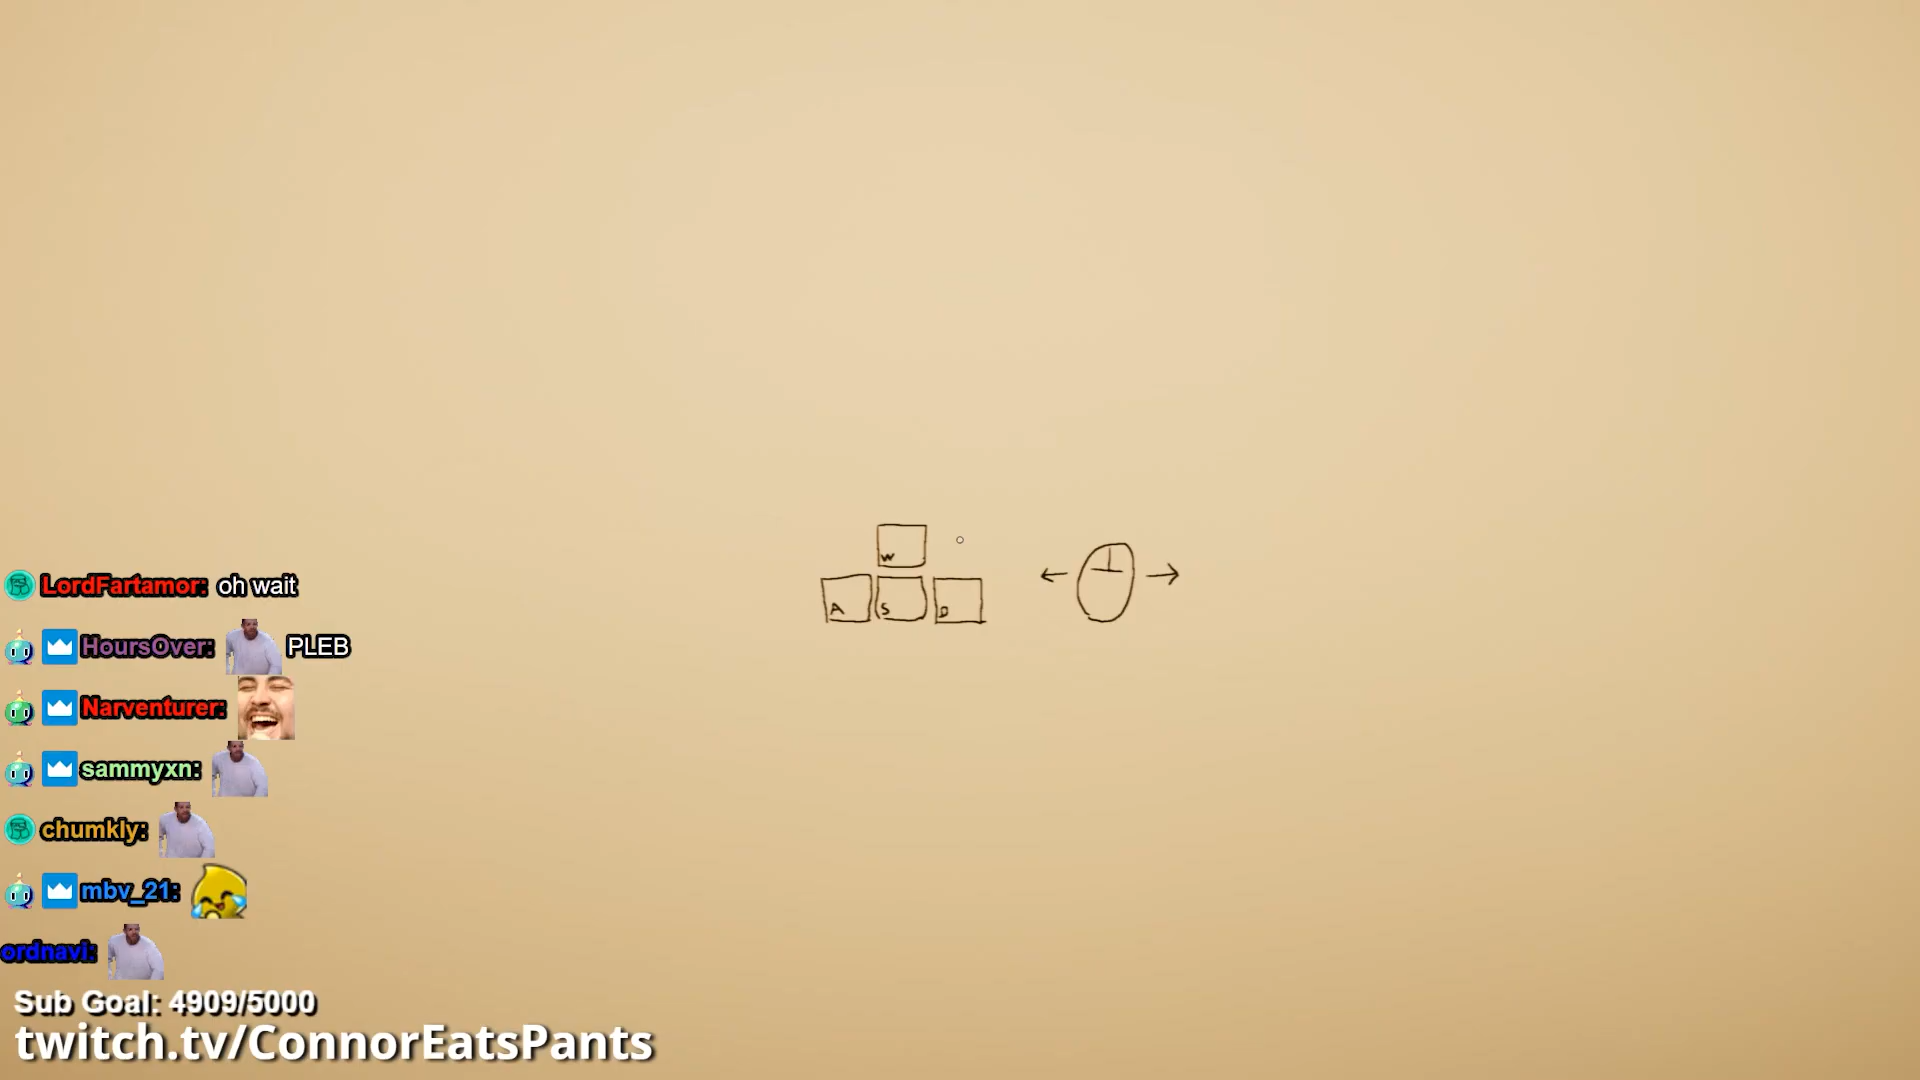 W
A S D
LordFartamor: oh wait
HoursOver: PLEB
Narventurer:
sammyxn:
chumkly:
mbv_21:
ordnavi:
Sub Goal: 4909/5000
twitch.tv/ConnorEatsPants